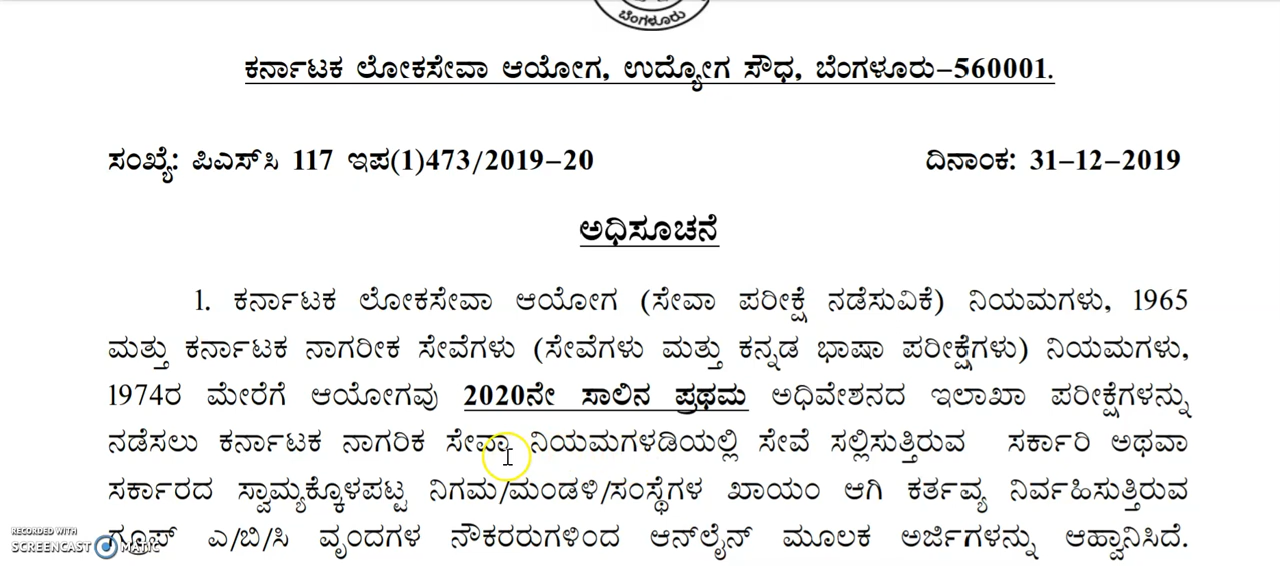 ಬೆಂಗಳೂರು
ಕರ್ನಾಟಕ ಲೋಕಸೇವಾ ಆಯೋಗ, ಉದ್ಯೋಗ ಸೌಧ, ಬೆಂಗಳೂರು-560001.
ಸಂಖ್ಯೆ: ಪಿಎಸ್‌ಸಿ 117 ಇಪ(1)473/2019-20 ದಿನಾಂಕ: 31-12-2019
ಅಧಿಸೂಚನೆ
1. ಕರ್ನಾಟಕ ಲೋಕಸೇವಾ ಆಯೋಗ (ಸೇವಾ ಪರೀಕ್ಷೆ ನಡೆಸುವಿಕೆ) ನಿಯಮಗಳು, 1965
ಮತ್ತು ಕರ್ನಾಟಕ ನಾಗರೀಕ ಸೇವೆಗಳು (ಸೇವೆಗಳು ಮತ್ತು ಕನ್ನಡ ಭಾಷಾ ಪರೀಕ್ಷೆಗಳು) ನಿಯಮಗಳು,
1974ರ ಮೇರೆಗೆ ಆಯೋಗವು 2020ನೇ ಸಾಲಿನ ಪ್ರಥಮ ಅಧಿವೇಶನದ ಇಲಾಖಾ ಪರೀಕ್ಷೆಗಳನ್ನು
ನಡೆಸಲು ಕರ್ನಾಟಕ ನಾಗರಿಕ ಸೇವಾ ನಿಯಮಗಳಡಿಯಲ್ಲಿ ಸೇವೆ ಸಲ್ಲಿಸುತ್ತಿರುವ ಸರ್ಕಾರಿ ಅಥವಾ
ಸರ್ಕಾರದ ಸ್ವಾಮ್ಯಕ್ಕೊಳಪಟ್ಟ ನಿಗಮ/ಮಂಡಳಿ/ಸಂಸ್ಥೆಗಳ ಖಾಯಂ ಆಗಿ ಕರ್ತವ್ಯ ನಿರ್ವಹಿಸುತ್ತಿರುವ
ಗ್ರೂಪ್ ಎ/ಬಿ/ಸಿ ವೃಂದಗಳ ನೌಕರರುಗಳಿಂದ ಆನ್‌ಲೈನ್ ಮೂಲಕ ಅರ್ಜಿಗಳನ್ನು ಆಹ್ವಾನಿಸಿದೆ.
RECORDED WITH
SCREENCAST MATIC